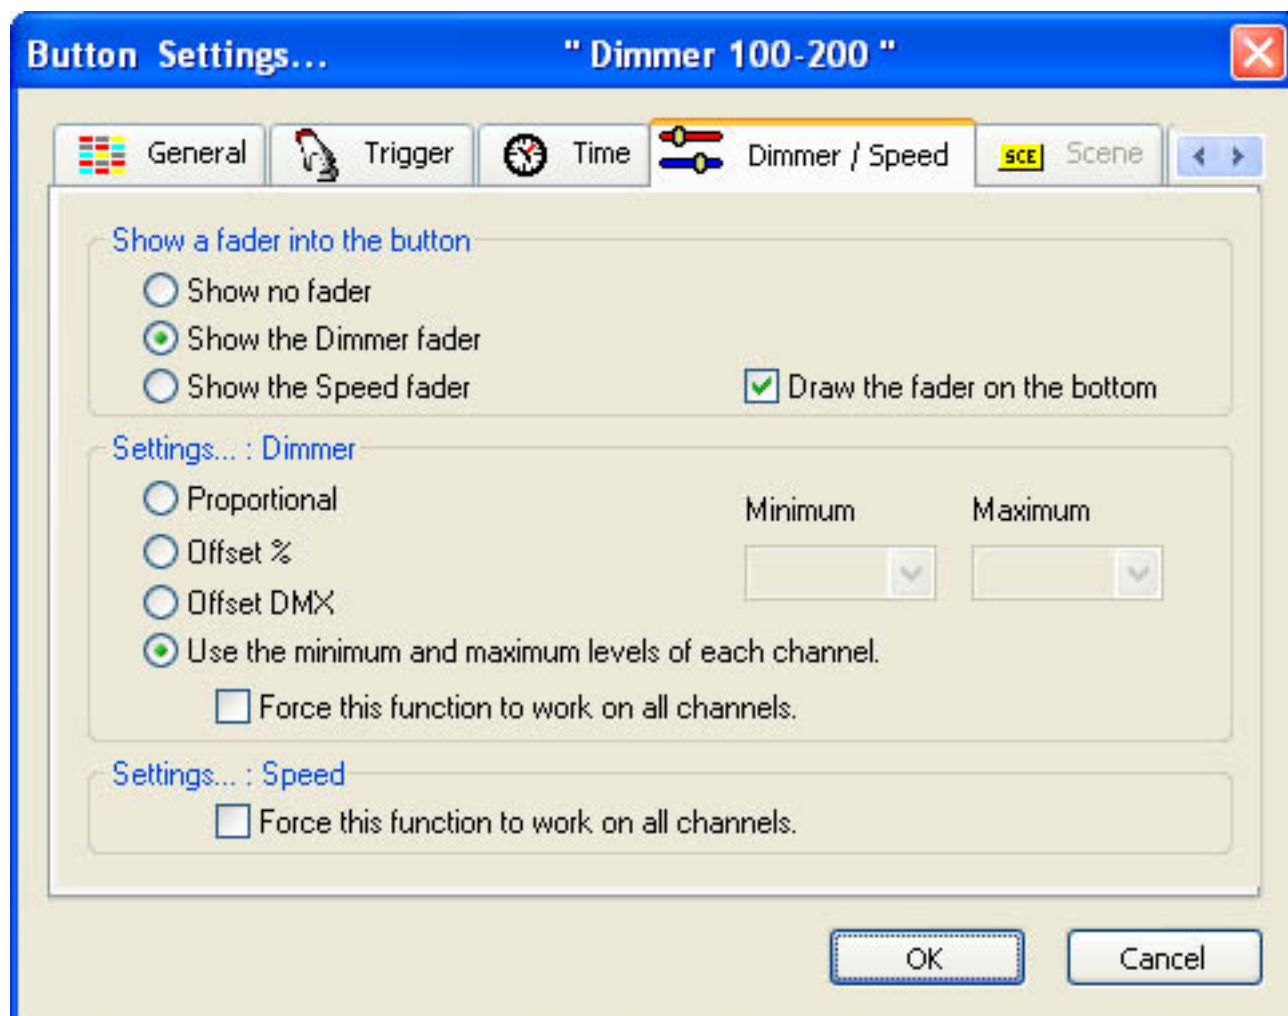 Button Settings... " Dimmer 100-200 "
General Trigger Time Dimmer / Speed SCE Scene
Show a fader into the button
Show no fader
Show the Dimmer fader
Show the Speed fader Draw the fader on the bottom
Settings... : Dimmer
Proportional Minimum Maximum
Offset %
Offset DMX
Use the minimum and maximum levels of each channel.
Force this function to work on all channels.
Settings... : Speed
Force this function to work on all channels.
OK Cancel